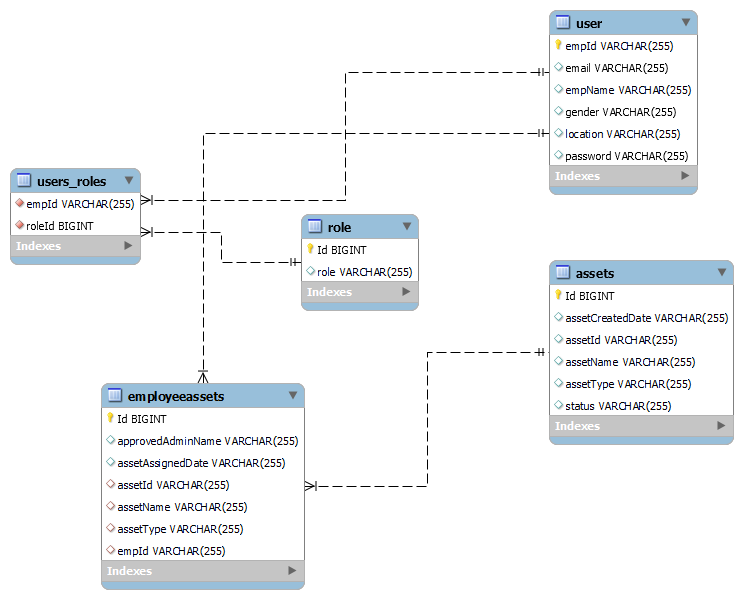 user
empId VARCHAR(255)
email VARCHAR(255)
empName VARCHAR(255)
gender VARCHAR(255)
location VARCHAR(255)
password VARCHAR(255)
Indexes
users_roles
empId VARCHAR(255)
roleId BIGINT
Indexes
role
Id BIGINT
role VARCHAR(255)
Indexes
assets
Id BIGINT
assetCreatedDate VARCHAR(255)
assetId VARCHAR(255)
assetName VARCHAR(255)
assetType VARCHAR(255)
status VARCHAR(255)
Indexes
employeeassets
Id BIGINT
approvedAdminName VARCHAR(255)
assetAssignedDate VARCHAR(255)
assetId VARCHAR(255)
assetName VARCHAR(255)
assetType VARCHAR(255)
empId VARCHAR(255)
Indexes